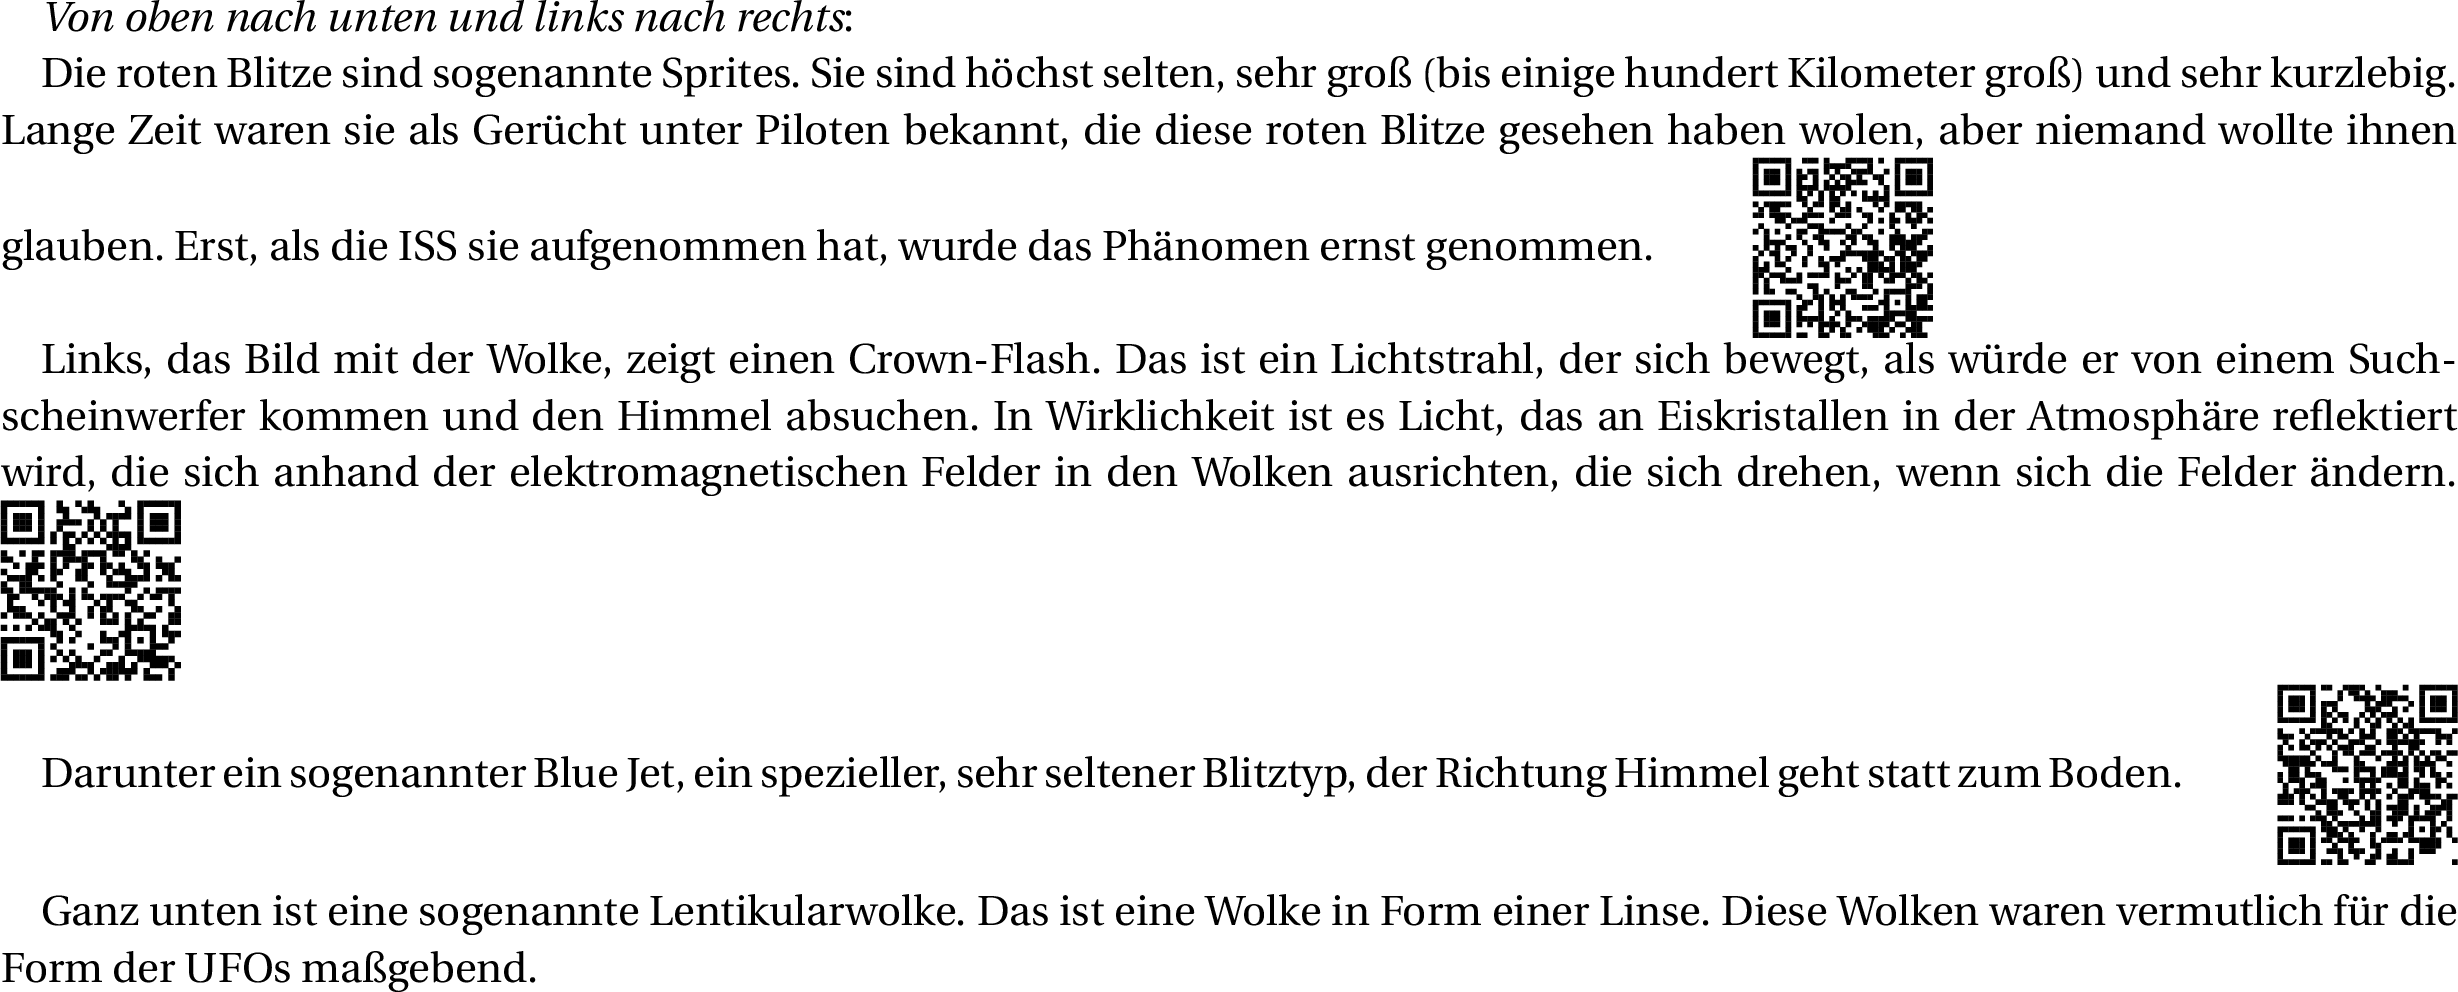 Von oben nach unten und links nach rechts:
Die roten Blitze sind sogenannte Sprites. Sie sind höchst selten, sehr groß (bis einige hundert Kilometer groß) und sehr kurzlebig.
Lange Zeit waren sie als Gerücht unter Piloten bekannt, die diese roten Blitze gesehen haben wolen, aber niemand wollte ihnen
glauben. Erst, als die ISS sie aufgenommen hat, wurde das Phänomen ernst genommen.
Links, das Bild mit der Wolke, zeigt einen Crown-Flash. Das ist ein Lichtstrahl, der sich bewegt, als würde er von einem Such-
scheinwerfer kommen und den Himmel absuchen. In Wirklichkeit ist es Licht, das an Eiskristallen in der Atmosphäre reflektiert
wird, die sich anhand der elektromagnetischen Felder in den Wolken ausrichten, die sich drehen, wenn sich die Felder ändern.
Darunter ein sogenannter Blue Jet, ein spezieller, sehr seltener Blitztyp, der Richtung Himmel geht statt zum Boden.
Ganz unten ist eine sogenannte Lentikularwolke. Das ist eine Wolke in Form einer Linse. Diese Wolken waren vermutlich für die
Form der UFOs maßgebend.